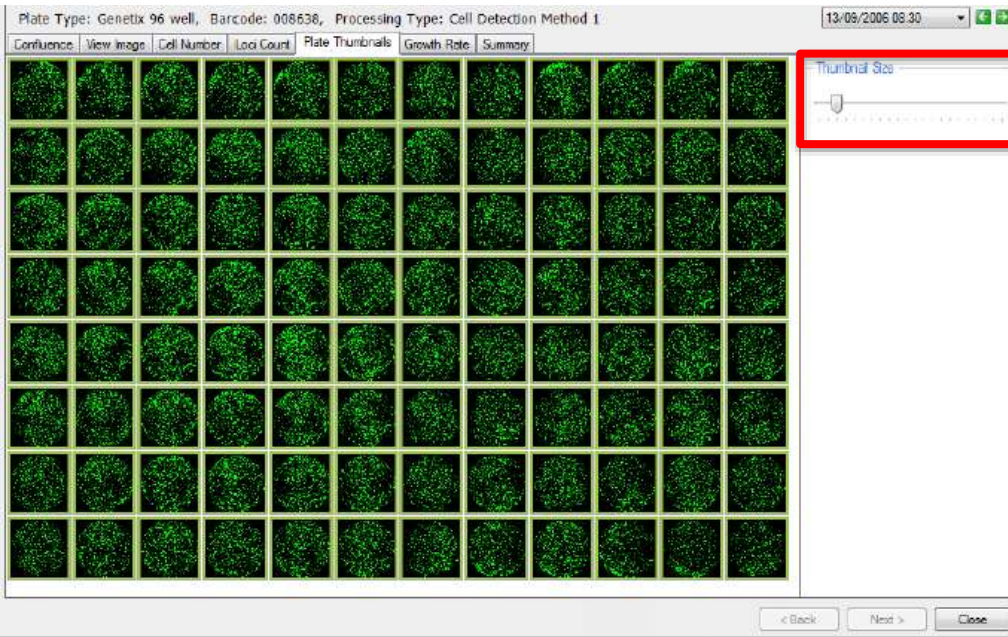 Plate Type: Genetix 96 well, Barcode: 008638, Processing Type: Cell Detection Method 1
13/09/2006 08:30
Confluence View Image Cell Number Loci Count Plate Thumbnails Growth Rate Summary
Thumbnail Size
< Back Next > Close